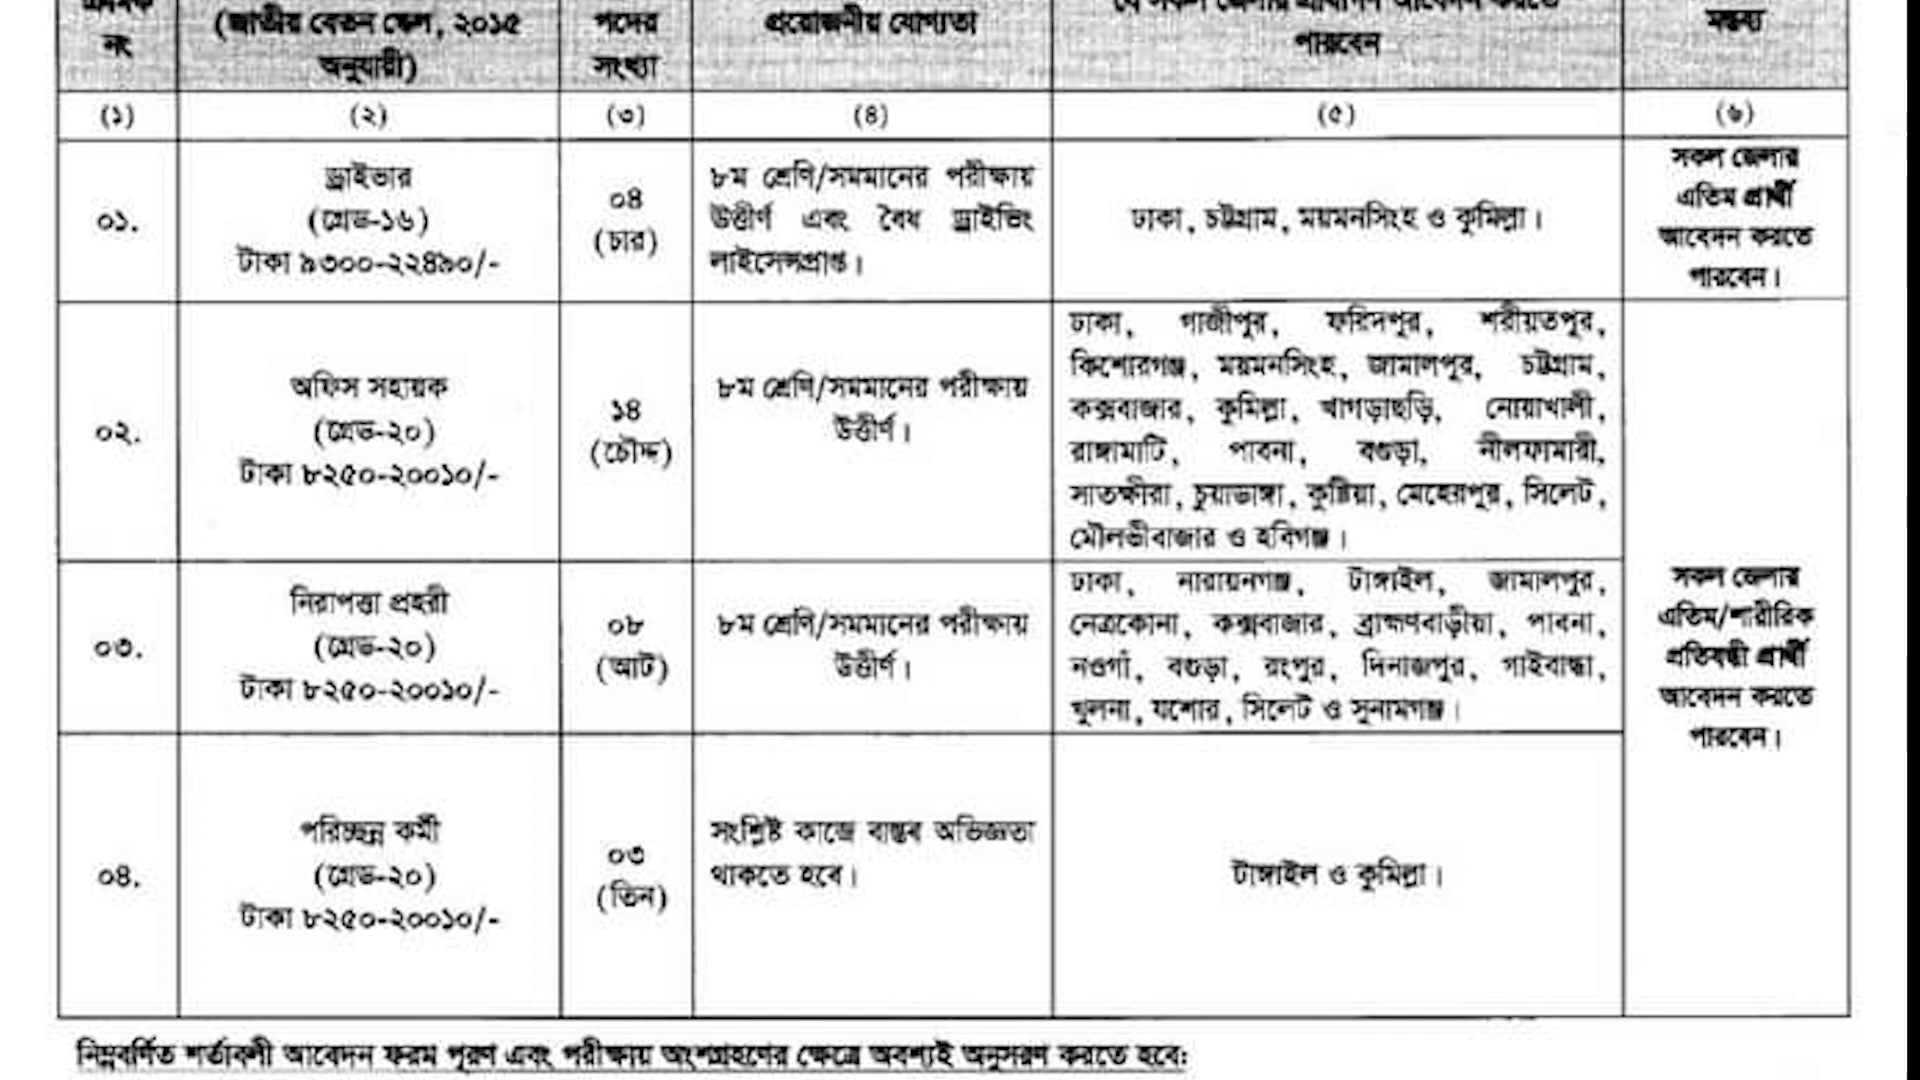 নং
(জাতীয় বেতন স্কেল, ২০১৫
অনুযায়ী)
পদের
সংখ্যা
প্রয়োজনীয় যোগ্যতা
যে সকল জেলার প্রার্থীগন আবেদন করতে
পারবেন
মন্তব্য
(১)
(২)
(৩)
(৪)
(৫)
(৬)
০১.
ড্রাইভার
(গ্রেড-১৬)
টাকা ৯৩০০-২২৪৯০/-
০৪
(চার)
৮ম শ্রেণি/সমমানের পরীক্ষায়
উত্তীর্ণ এবং বৈধ ড্রাইভিং
লাইসেন্সপ্রাপ্ত।
ঢাকা, চট্টগ্রাম, ময়মনসিংহ ও কুমিল্লা।
সকল জেলার
এতিম প্রার্থী
আবেদন করতে
পারবেন।
০২.
অফিস সহায়ক
(গ্রেড-২০)
টাকা ৮২৫০-২০০১০/-
১৪
(চৌদ্দ)
৮ম শ্রেণি/সমমানের পরীক্ষায়
উত্তীর্ণ।
ঢাকা, গাজীপুর, ফরিদপুর, শরীয়তপুর,
কিশোরগঞ্জ, ময়মনসিংহ, জামালপুর, চট্টগ্রাম,
কক্সবাজার, কুমিল্লা, খাগড়াছড়ি, নোয়াখালী,
রাঙ্গামাটি, পাবনা, বগুড়া, নীলফামারী,
সাতক্ষীরা, চুয়াডাঙ্গা, কুষ্টিয়া, মেহেরপুর, সিলেট,
মৌলভীবাজার ও হবিগঞ্জ।
০৩.
নিরাপত্তা প্রহরী
(গ্রেড-২০)
টাকা ৮২৫০-২০০১০/-
০৮
(আট)
৮ম শ্রেণি/সমমানের পরীক্ষায়
উত্তীর্ণ।
ঢাকা, নারায়নগঞ্জ, টাঙ্গাইল, জামালপুর,
নেত্রকোনা, কক্সবাজার, ব্রাহ্মণবাড়ীয়া, পাবনা,
নওগাঁ, বগুড়া, রংপুর, দিনাজপুর, গাইবান্ধা,
খুলনা, যশোর, সিলেট ও সুনামগঞ্জ।
সকল জেলার
এতিম/শারীরিক
প্রতিবন্ধী প্রার্থী
আবেদন করতে
পারবেন।
০৪.
পরিচ্ছন্ন কর্মী
(গ্রেড-২০)
টাকা ৮২৫০-২০০১০/-
০৩
(তিন)
সংশ্লিষ্ট কাজে বাস্তব অভিজ্ঞতা
থাকতে হবে।
টাঙ্গাইল ও কুমিল্লা।
নিম্নবর্ণিত শর্তাবলী আবেদন ফরম পূরণ এবং পরীক্ষায় অংশগ্রহণের ক্ষেত্রে অবশ্যই অনুসরণ করতে হবে: